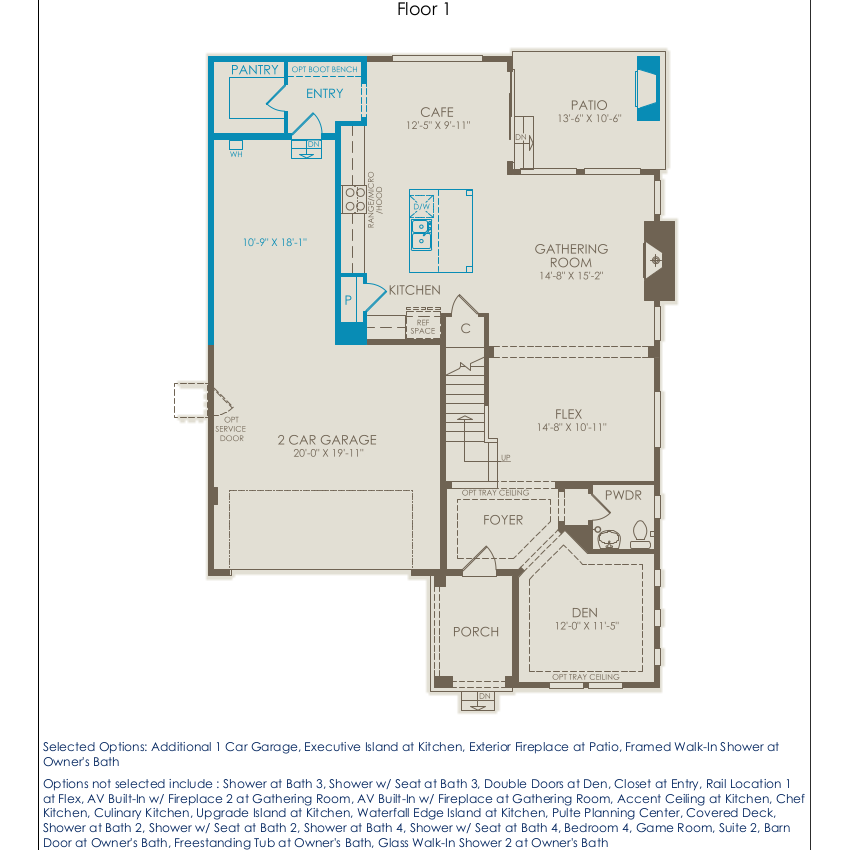 Floor 1
PANTRY
OPT BOOT BENCH
ENTRY
CAFE
12'-5" X 9'-11"
PATIO
13'-6" X 10'-6"
DN
DN
WH
RANGE/MICRO
/HOOD
D/W
10'-9" X 18'-1"
GATHERING
ROOM
14'-8" X 15'-2"
KITCHEN
P
REF
SPACE
C
FLEX
14'-8" X 10'-11"
OPT
SERVICE
DOOR
2 CAR GARAGE
20'-0" X 19'-11"
UP
OPT TRAY CEILING
PWDR
FOYER
DEN
12'-0" X 11'-5"
PORCH
OPT TRAY CEILING
DN
Selected Options: Additional 1 Car Garage, Executive Island at Kitchen, Exterior Fireplace at Patio, Framed Walk-In Shower at
Owner's Bath
Options not selected include : Shower at Bath 3, Shower w/ Seat at Bath 3, Double Doors at Den, Closet at Entry, Rail Location 1
at Flex, AV Built-In w/ Fireplace 2 at Gathering Room, AV Built-In w/ Fireplace at Gathering Room, Accent Ceiling at Kitchen, Chef
Kitchen, Culinary Kitchen, Upgrade Island at Kitchen, Waterfall Edge Island at Kitchen, Pulte Planning Center, Covered Deck,
Shower at Bath 2, Shower w/ Seat at Bath 2, Shower at Bath 4, Shower w/ Seat at Bath 4, Bedroom 4, Game Room, Suite 2, Barn
Door at Owner's Bath, Freestanding Tub at Owner's Bath, Glass Walk-In Shower 2 at Owner's Bath